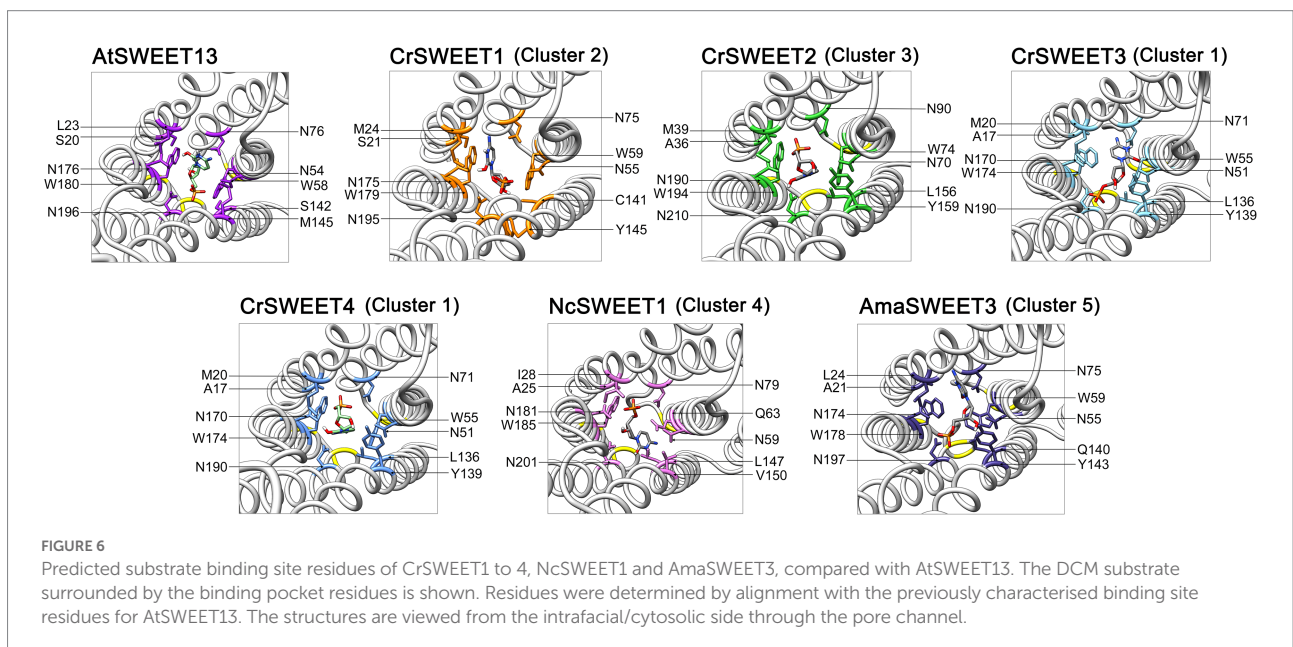 AtSWEET13
L23
S20
N176
W180
N196
N76
N54
W58
S142
M145
CrSWEET1 (Cluster 2)
M24
S21
N175
W179
N195
N75
W59
N55
C141
Y145
CrSWEET2 (Cluster 3)
M39
A36
N190
W194
N210
N90
W74
N70
L156
Y159
CrSWEET3 (Cluster 1)
M20
A17
N170
W174
N190
N71
W55
N51
L136
Y139
CrSWEET4 (Cluster 1)
M20
A17
N170
W174
N190
N71
W55
N51
L136
Y139
NcSWEET1 (Cluster 4)
I28
A25
N181
W185
N201
N79
Q63
N59
L147
V150
AmaSWEET3 (Cluster 5)
L24
A21
N174
W178
N197
N75
W59
N55
Q140
Y143
FIGURE 6
Predicted substrate binding site residues of CrSWEET1 to 4, NcSWEET1 and AmaSWEET3, compared with AtSWEET13. The DCM substrate
surrounded by the binding pocket residues is shown. Residues were determined by alignment with the previously characterised binding site
residues for AtSWEET13. The structures are viewed from the intrafacial/cytosolic side through the pore channel.